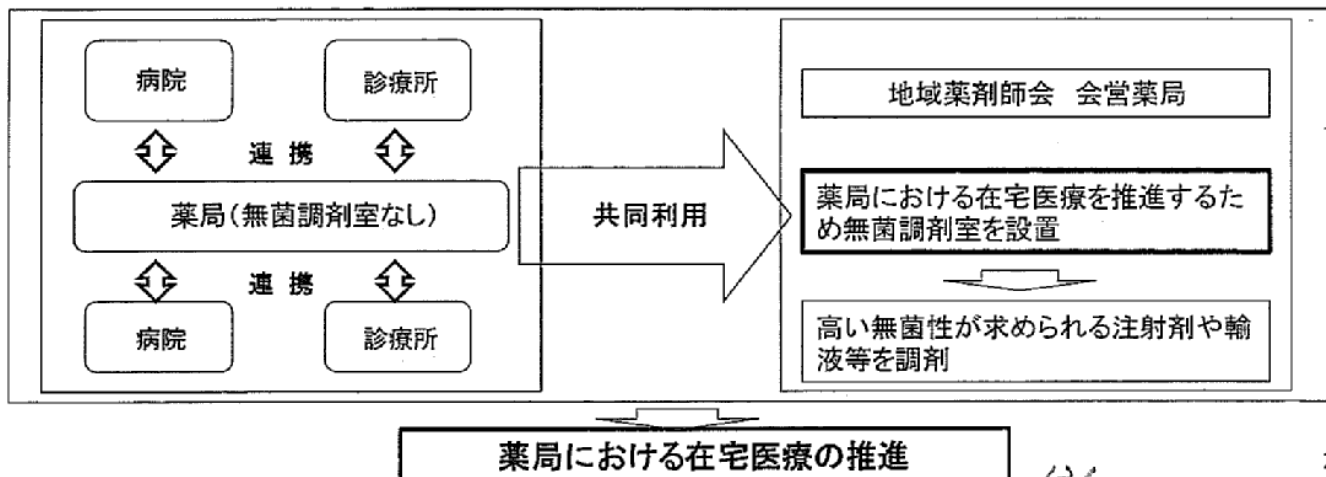 病院
診療所
連携
薬局(無菌調剤室なし)
連携
病院
診療所
共同利用
地域薬剤師会 会営薬局
薬局における在宅医療を推進するた
め無菌調剤室を設置
高い無菌性が求められる注射剤や輸
液等を調剤
薬局における在宅医療の推進